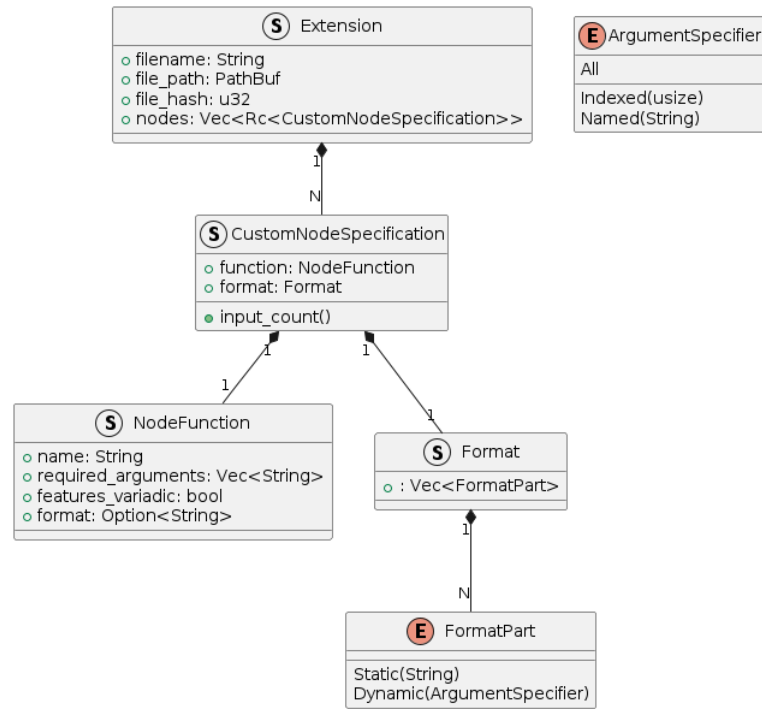 S Extension
filename: String
file_path: PathBuf
file_hash: u32
nodes: Vec<Rc<CustomNodeSpecification>>
E ArgumentSpecifier
All
Indexed(usize)
Named(String)
1
N
S CustomNodeSpecification
function: NodeFunction
format: Format
input_count()
1
1
1
1
S NodeFunction
name: String
required_arguments: Vec<String>
features_variadic: bool
format: Option<String>
S Format
: Vec<FormatPart>
1
N
E FormatPart
Static(String)
Dynamic(ArgumentSpecifier)